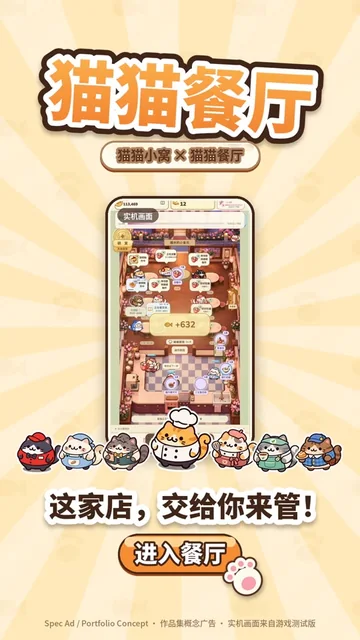 猫猫餐厅
猫猫小窝 × 猫猫餐厅
12
实机画面
+632
这家店，交给你来管！
进入餐厅
Spec Ad / Portfolio Concept · 作品集概念广告 · 实机画面来自游戏测试版